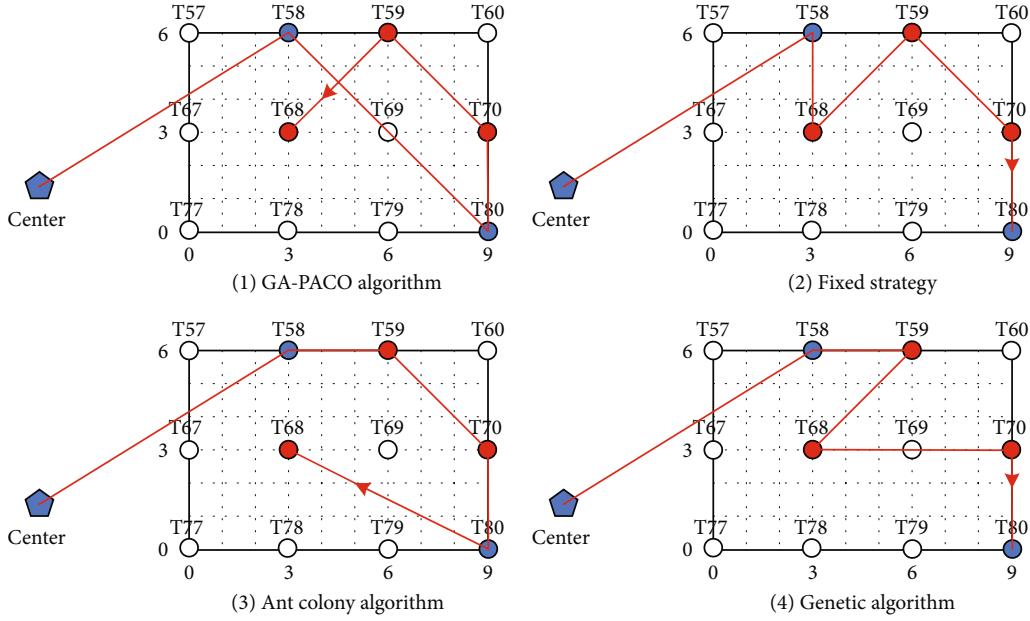 T57 T58 T59 T60
6
T67 T68 T69 T70
3
Center
T77 T78 T79 T80
0
0 3 6 9
(1) GA-PACO algorithm
T57 T58 T59 T60
6
T67 T68 T69 T70
3
Center
T77 T78 T79 T80
0
0 3 6 9
(2) Fixed strategy
T57 T58 T59 T60
6
T67 T68 T69 T70
3
Center
T77 T78 T79 T80
0
0 3 6 9
(3) Ant colony algorithm
T57 T58 T59 T60
6
T67 T68 T69 T70
3
Center
T77 T78 T79 T80
0
0 3 6 9
(4) Genetic algorithm